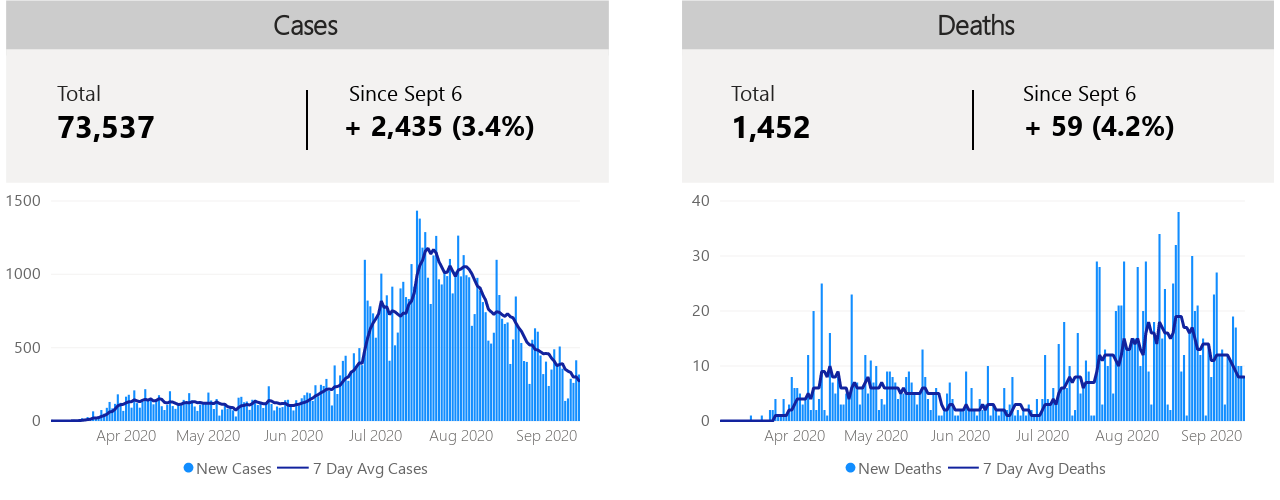 Cases
Total
73,537
Since Sept 6
+ 2,435 (3.4%)
1500
1000
500
0
Apr 2020 May 2020 Jun 2020 Jul 2020 Aug 2020 Sep 2020
New Cases 7 Day Avg Cases
Deaths
Total
1,452
Since Sept 6
+ 59 (4.2%)
40
30
20
10
0
Apr 2020 May 2020 Jun 2020 Jul 2020 Aug 2020 Sep 2020
New Deaths 7 Day Avg Deaths